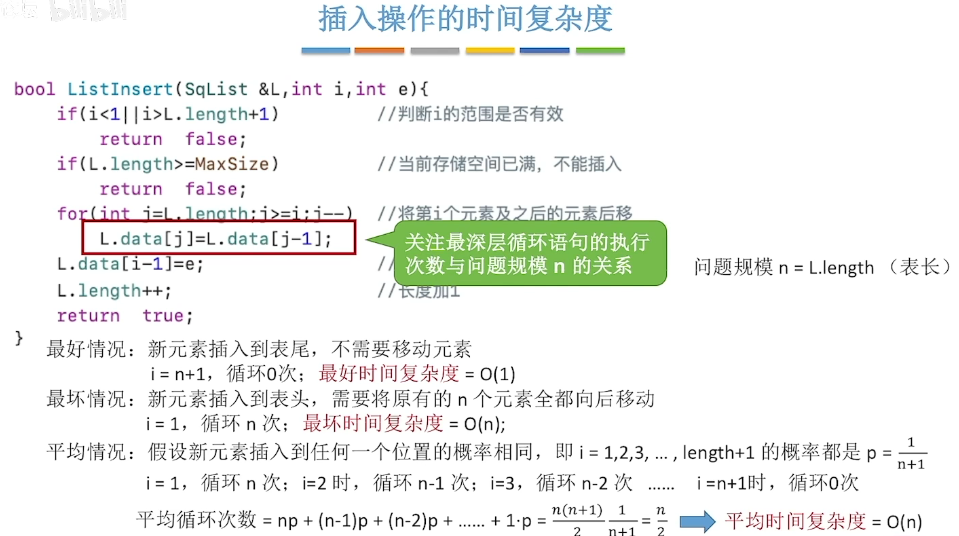 bilibili
插入操作的时间复杂度
bool ListInsert(SqList &L,int i,int e){
if(i<1||i>L.length+1) //判断i的范围是否有效
return false;
if(L.length>=MaxSize) //当前存储空间已满，不能插入
return false;
for(int j=L.length;j>=i;j--) //将第i个元素及之后的元素后移
L.data[j]=L.data[j-1];
关注最深层循环语句的执行
次数与问题规模 n 的关系
L.data[i-1]=e; //
问题规模 n = L.length （表长）
L.length++; //长度加1
return true;
}
最好情况：新元素插入到表尾，不需要移动元素
i = n+1，循环0次；最好时间复杂度 = O(1)
最坏情况：新元素插入到表头，需要将原有的 n 个元素全都向后移动
i = 1，循环 n 次；最坏时间复杂度 = O(n);
平均情况：假设新元素插入到任何一个位置的概率相同，即 i = 1,2,3, … , length+1 的概率都是 p = 1/(n+1)
i = 1，循环 n 次；i=2 时，循环 n-1 次；i=3，循环 n-2 次 …… i =n+1时，循环0次
平均循环次数 = np + (n-1)p + (n-2)p + …… + 1·p = n(n+1)/2 1/(n+1) = n/2 平均时间复杂度 = O(n)